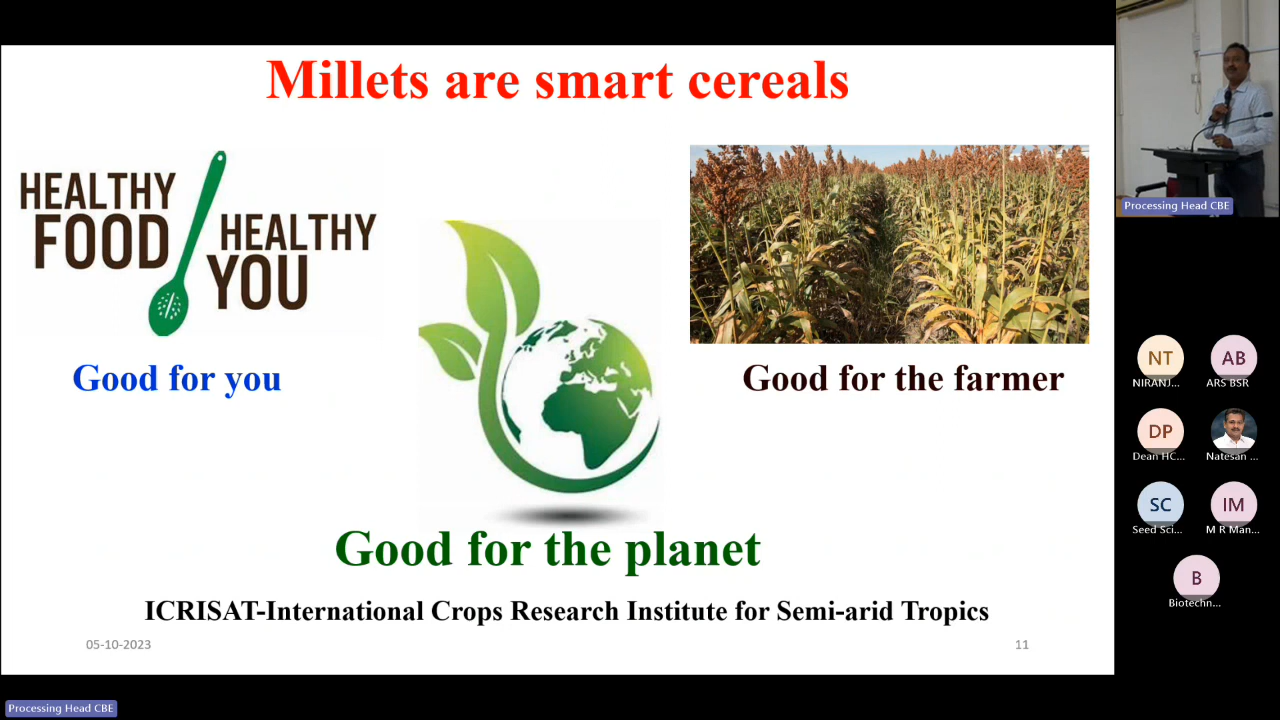 Millets are smart cereals
HEALTHY
FOOD
HEALTHY
YOU
Good for you
Good for the farmer
Good for the planet
ICRISAT-International Crops Research Institute for Semi-arid Tropics
05-10-2023
11
Processing Head CBE
NT
NIRANJ...
AB
ARS BSR
DP
Dean HC...
Natesan ...
SC
Seed Sci...
IM
M R Man...
B
Biotechn...
Processing Head CBE